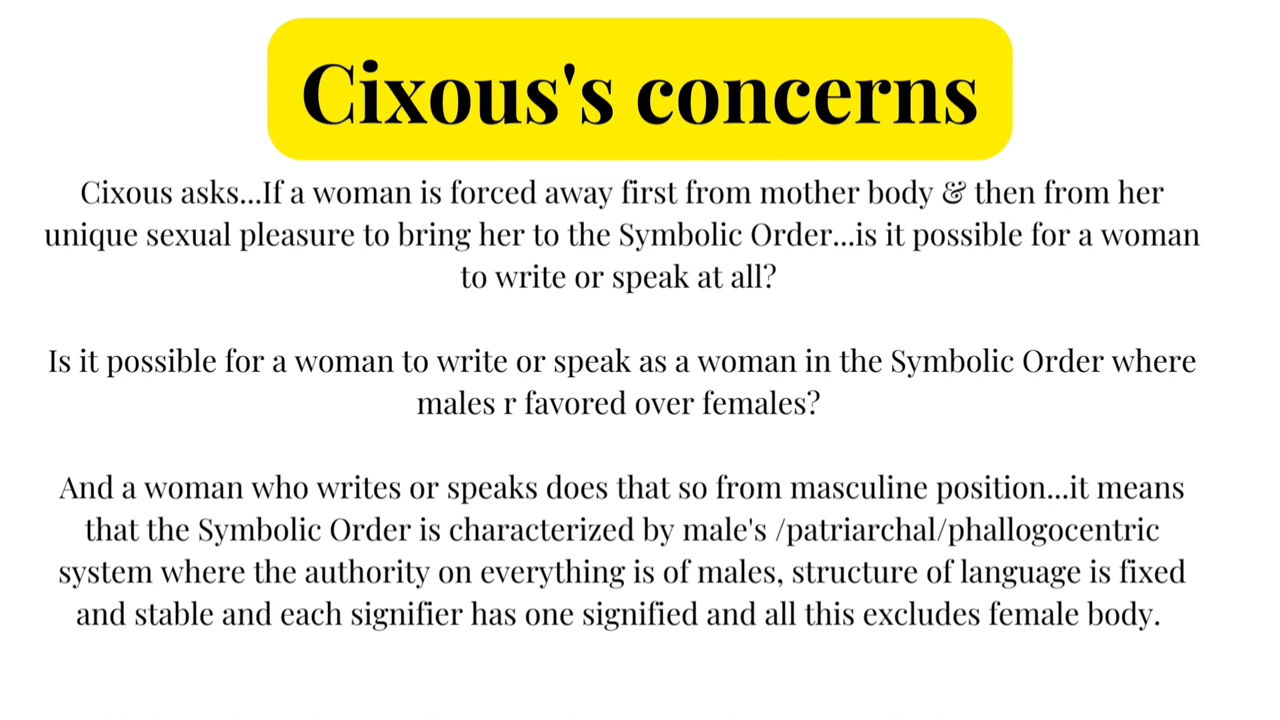 Cixous's concerns
Cixous asks...If a woman is forced away first from mother body & then from her
unique sexual pleasure to bring her to the Symbolic Order...is it possible for a woman
to write or speak at all?
Is it possible for a woman to write or speak as a woman in the Symbolic Order where
males r favored over females?
And a woman who writes or speaks does that so from masculine position...it means
that the Symbolic Order is characterized by male's /patriarchal/phallogocentric
system where the authority on everything is of males, structure of language is fixed
and stable and each signifier has one signified and all this excludes female body.